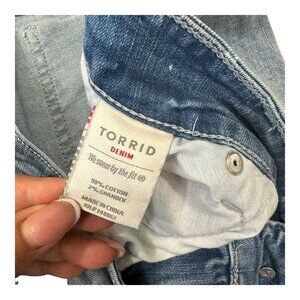 TORRID
DENIM
We swear by the fit
98% COTTON
2% SPANDEX
MADE IN CHINA